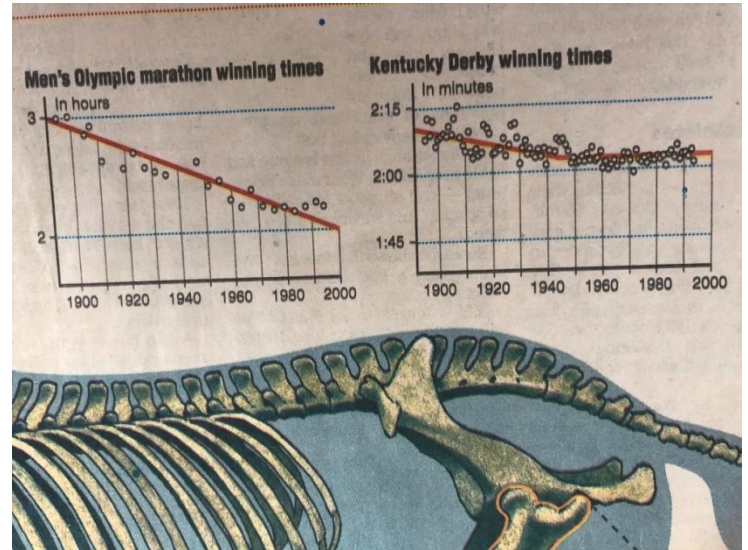 Men's Olympic marathon winning times
In hours
3
2
1900 1920 1940 1960 1980 2000
Kentucky Derby winning times
In minutes
2:15
2:00
1:45
1900 1920 1940 1960 1980 2000